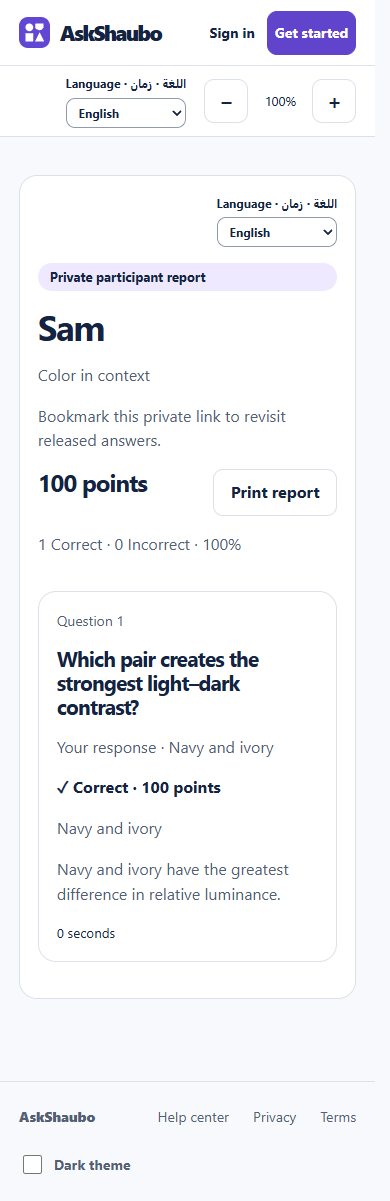 AskShaubo
Sign in
Get started
Language · زمان · اللغة
English
−
100%
+
Language · زمان · اللغة
English
Private participant report
Sam
Color in context
Bookmark this private link to revisit
released answers.
100 points
Print report
1 Correct · 0 Incorrect · 100%
Question 1
Which pair creates the
strongest light–dark
contrast?
Your response · Navy and ivory
✓ Correct · 100 points
Navy and ivory
Navy and ivory have the greatest
difference in relative luminance.
0 seconds
AskShaubo
Help center
Privacy
Terms
Dark theme